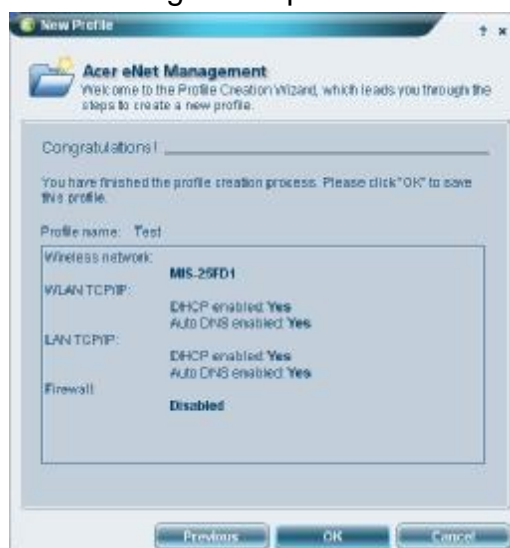 New Profile
? x
Acer eNet Management
Welcome to the Profile Creation Wizard, which leads you through the
steps to create a new profile.
Congratulations!
You have finished the profile creation process. Please click "OK" to save
this profile.
Profile name: Test
Wireless network:
MIS-25FD1
WLAN TCP/IP:
DHCP enabled: Yes
Auto DNS enabled: Yes
LAN TCP/IP:
DHCP enabled: Yes
Auto DNS enabled: Yes
Firewall:
Disabled
Previous OK Cancel